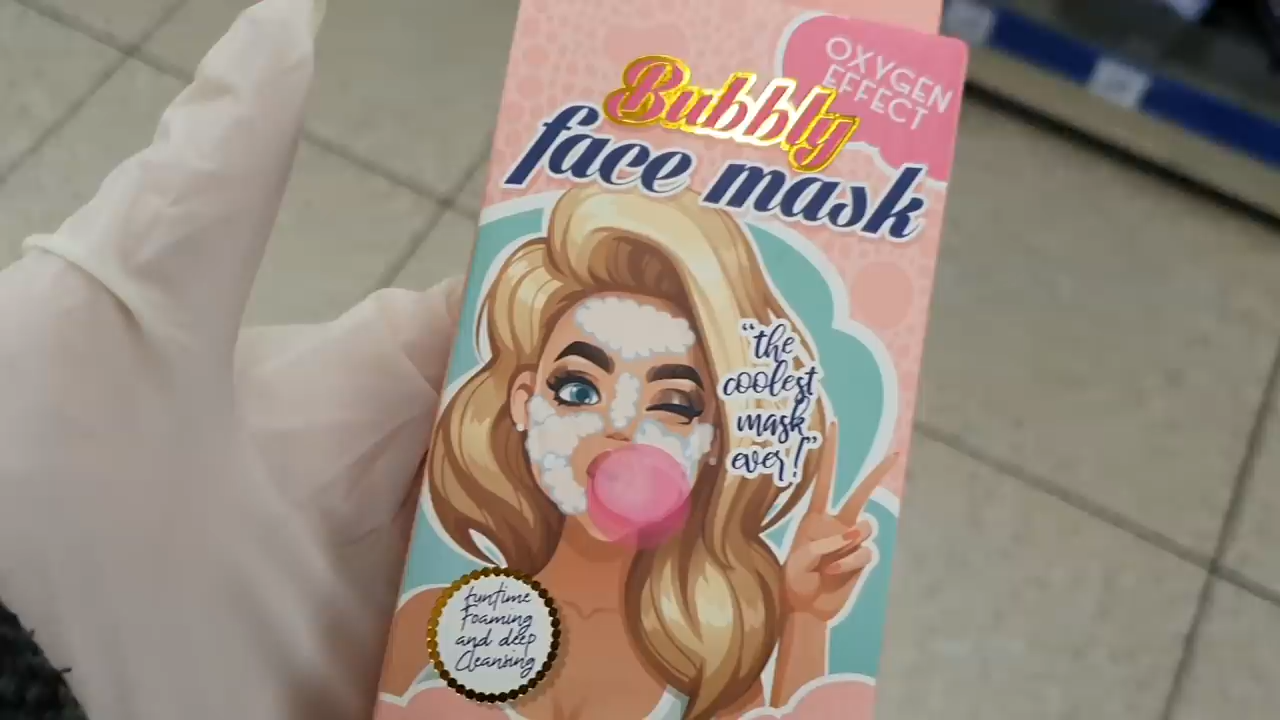 OXYGEN
EFFECT
Bubbly
face mask
"the
coolest
mask
ever!"
funtime
Foaming
and deep
Cleansing